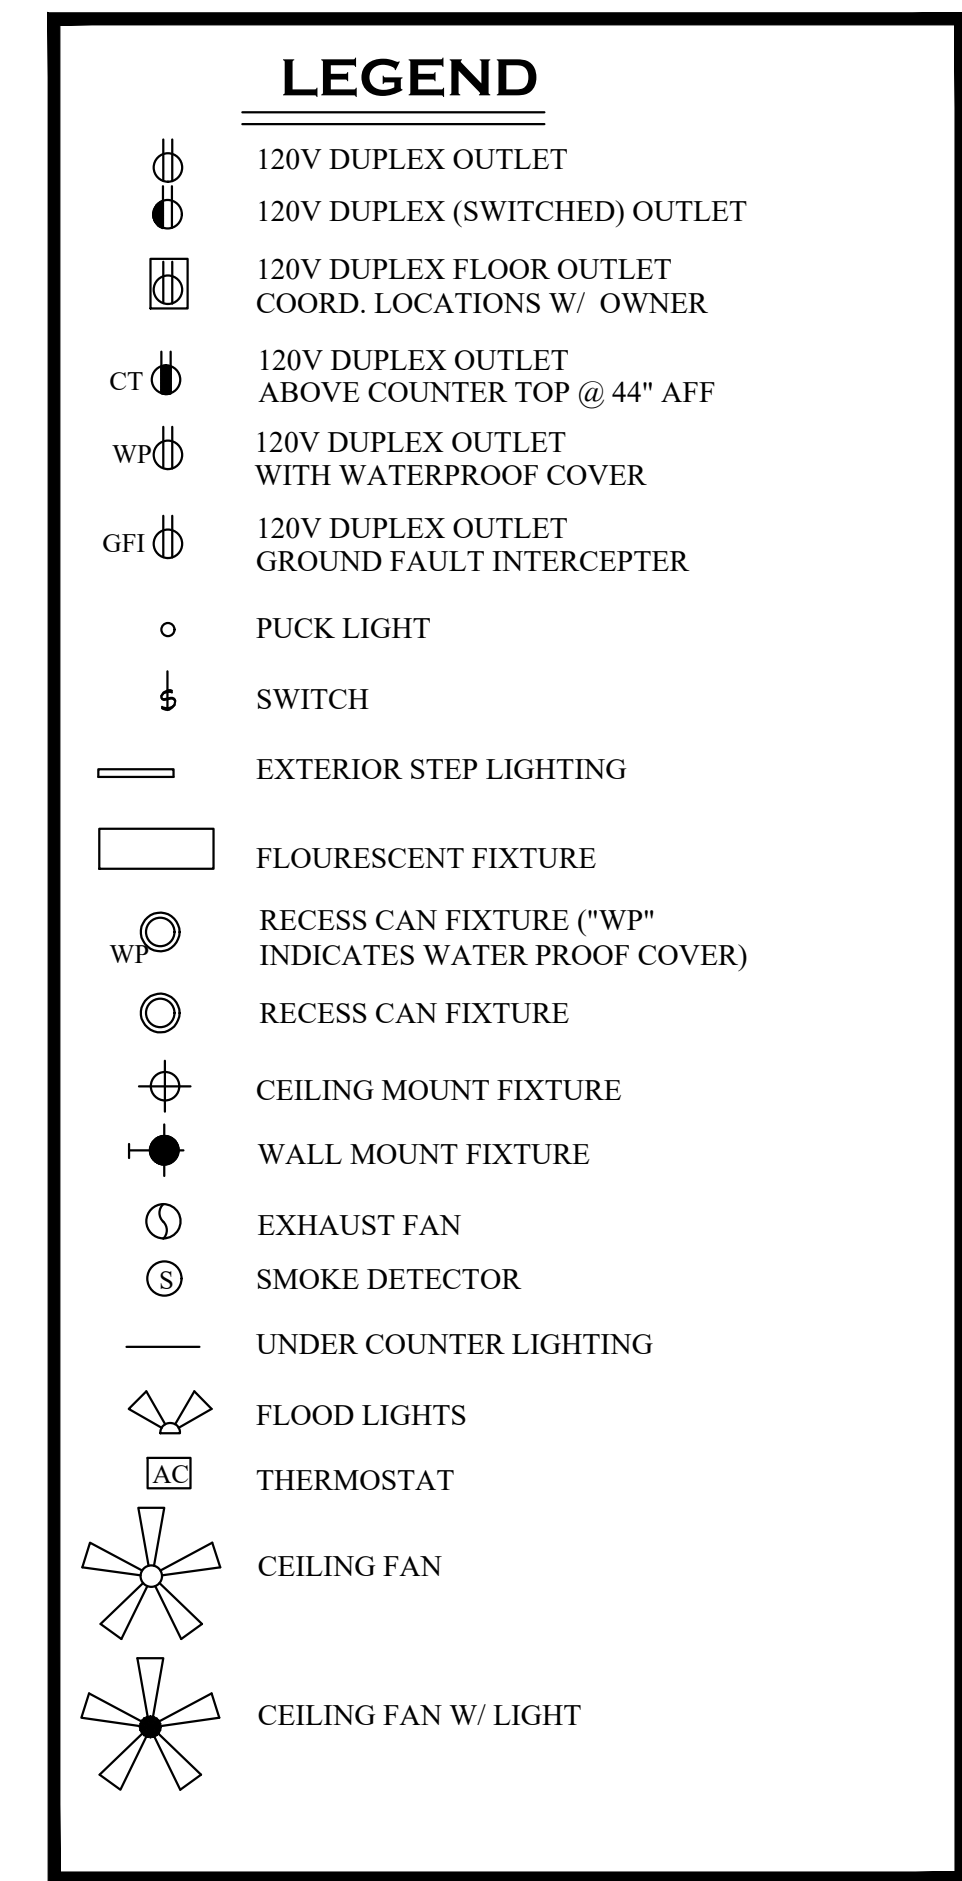 LEGEND
120V DUPLEX OUTLET
120V DUPLEX (SWITCHED) OUTLET
120V DUPLEX FLOOR OUTLET
COORD. LOCATIONS W/ OWNER
CT
120V DUPLEX OUTLET
ABOVE COUNTER TOP @ 44" AFF
WP
120V DUPLEX OUTLET
WITH WATERPROOF COVER
GFI
120V DUPLEX OUTLET
GROUND FAULT INTERCEPTER
PUCK LIGHT
$ SWITCH
EXTERIOR STEP LIGHTING
FLOURESCENT FIXTURE
WP
RECESS CAN FIXTURE ("WP"
INDICATES WATER PROOF COVER)
RECESS CAN FIXTURE
CEILING MOUNT FIXTURE
WALL MOUNT FIXTURE
EXHAUST FAN
S SMOKE DETECTOR
UNDER COUNTER LIGHTING
FLOOD LIGHTS
AC THERMOSTAT
CEILING FAN
CEILING FAN W/ LIGHT